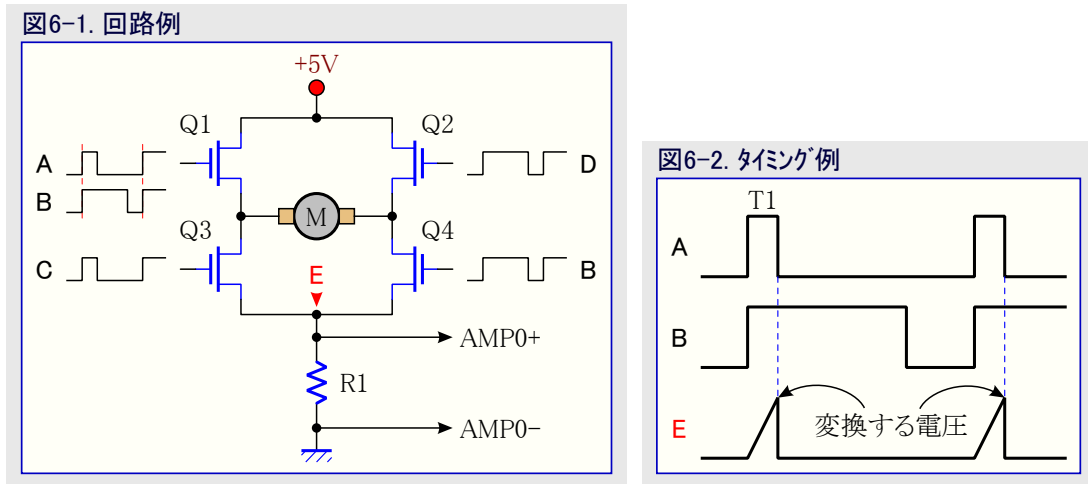 図6-1. 回路例
+5V
Q1
Q2
A
D
B
M
Q3
Q4
C
E
B
AMP0+
R1
AMP0-
図6-2. ﾀｲﾐﾝｸﾞ例
T1
A
B
変換する電圧
E